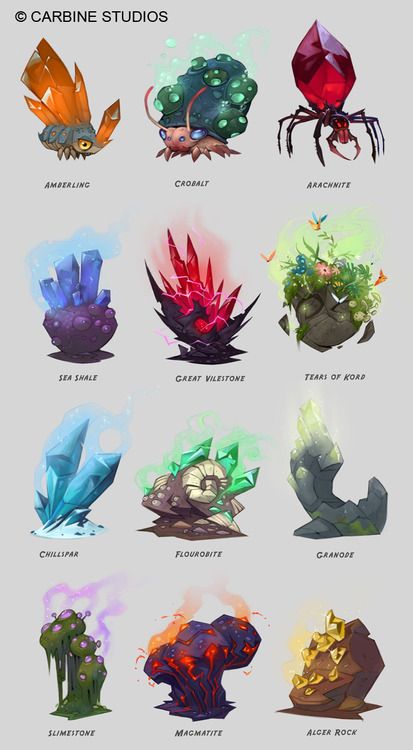 © CARBINE STUDIOS
Amberling
Crobalt
Arachnite
Sea Shale
Great Vilestone
Tears of Kord
Chillspar
Flourobite
Granode
Slimestone
Magmatite
Alger Rock